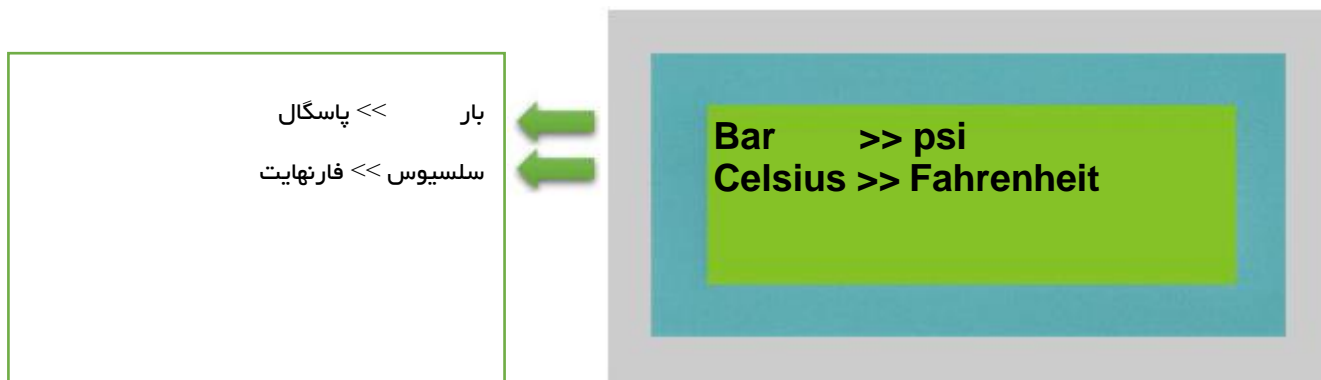 بار >> پاسگال
سلسیوس >> فارنهایت
Bar >> psi
Celsius >> Fahrenheit